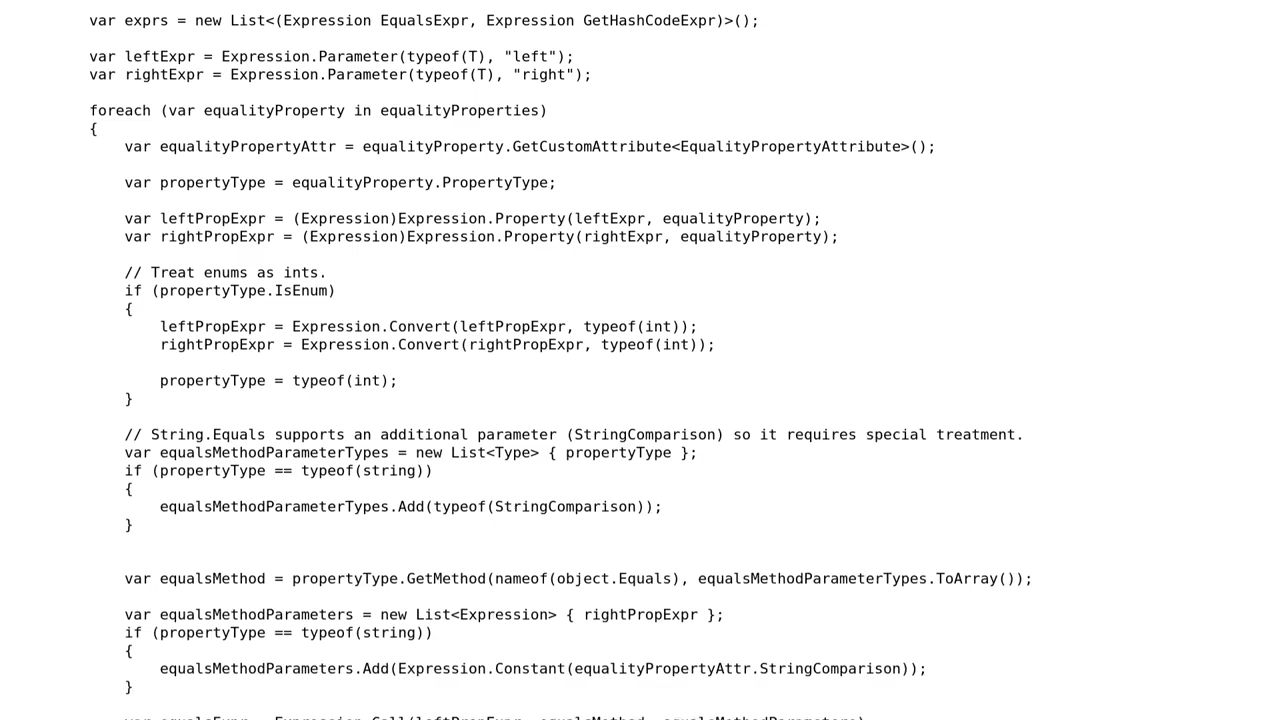 var exprs = new List<(Expression EqualsExpr, Expression GetHashCodeExpr)>();
var leftExpr = Expression.Parameter(typeof(T), "left");
var rightExpr = Expression.Parameter(typeof(T), "right");
foreach (var equalityProperty in equalityProperties)
{
var equalityPropertyAttr = equalityProperty.GetCustomAttribute<EqualityPropertyAttribute>();
var propertyType = equalityProperty.PropertyType;
var leftPropExpr = (Expression)Expression.Property(leftExpr, equalityProperty);
var rightPropExpr = (Expression)Expression.Property(rightExpr, equalityProperty);
// Treat enums as ints.
if (propertyType.IsEnum)
{
leftPropExpr = Expression.Convert(leftPropExpr, typeof(int));
rightPropExpr = Expression.Convert(rightPropExpr, typeof(int));
propertyType = typeof(int);
}
// String.Equals supports an additional parameter (StringComparison) so it requires special treatment.
var equalsMethodParameterTypes = new List<Type> { propertyType };
if (propertyType == typeof(string))
{
equalsMethodParameterTypes.Add(typeof(StringComparison));
}
var equalsMethod = propertyType.GetMethod(nameof(object.Equals), equalsMethodParameterTypes.ToArray());
var equalsMethodParameters = new List<Expression> { rightPropExpr };
if (propertyType == typeof(string))
{
equalsMethodParameters.Add(Expression.Constant(equalityPropertyAttr.StringComparison));
}